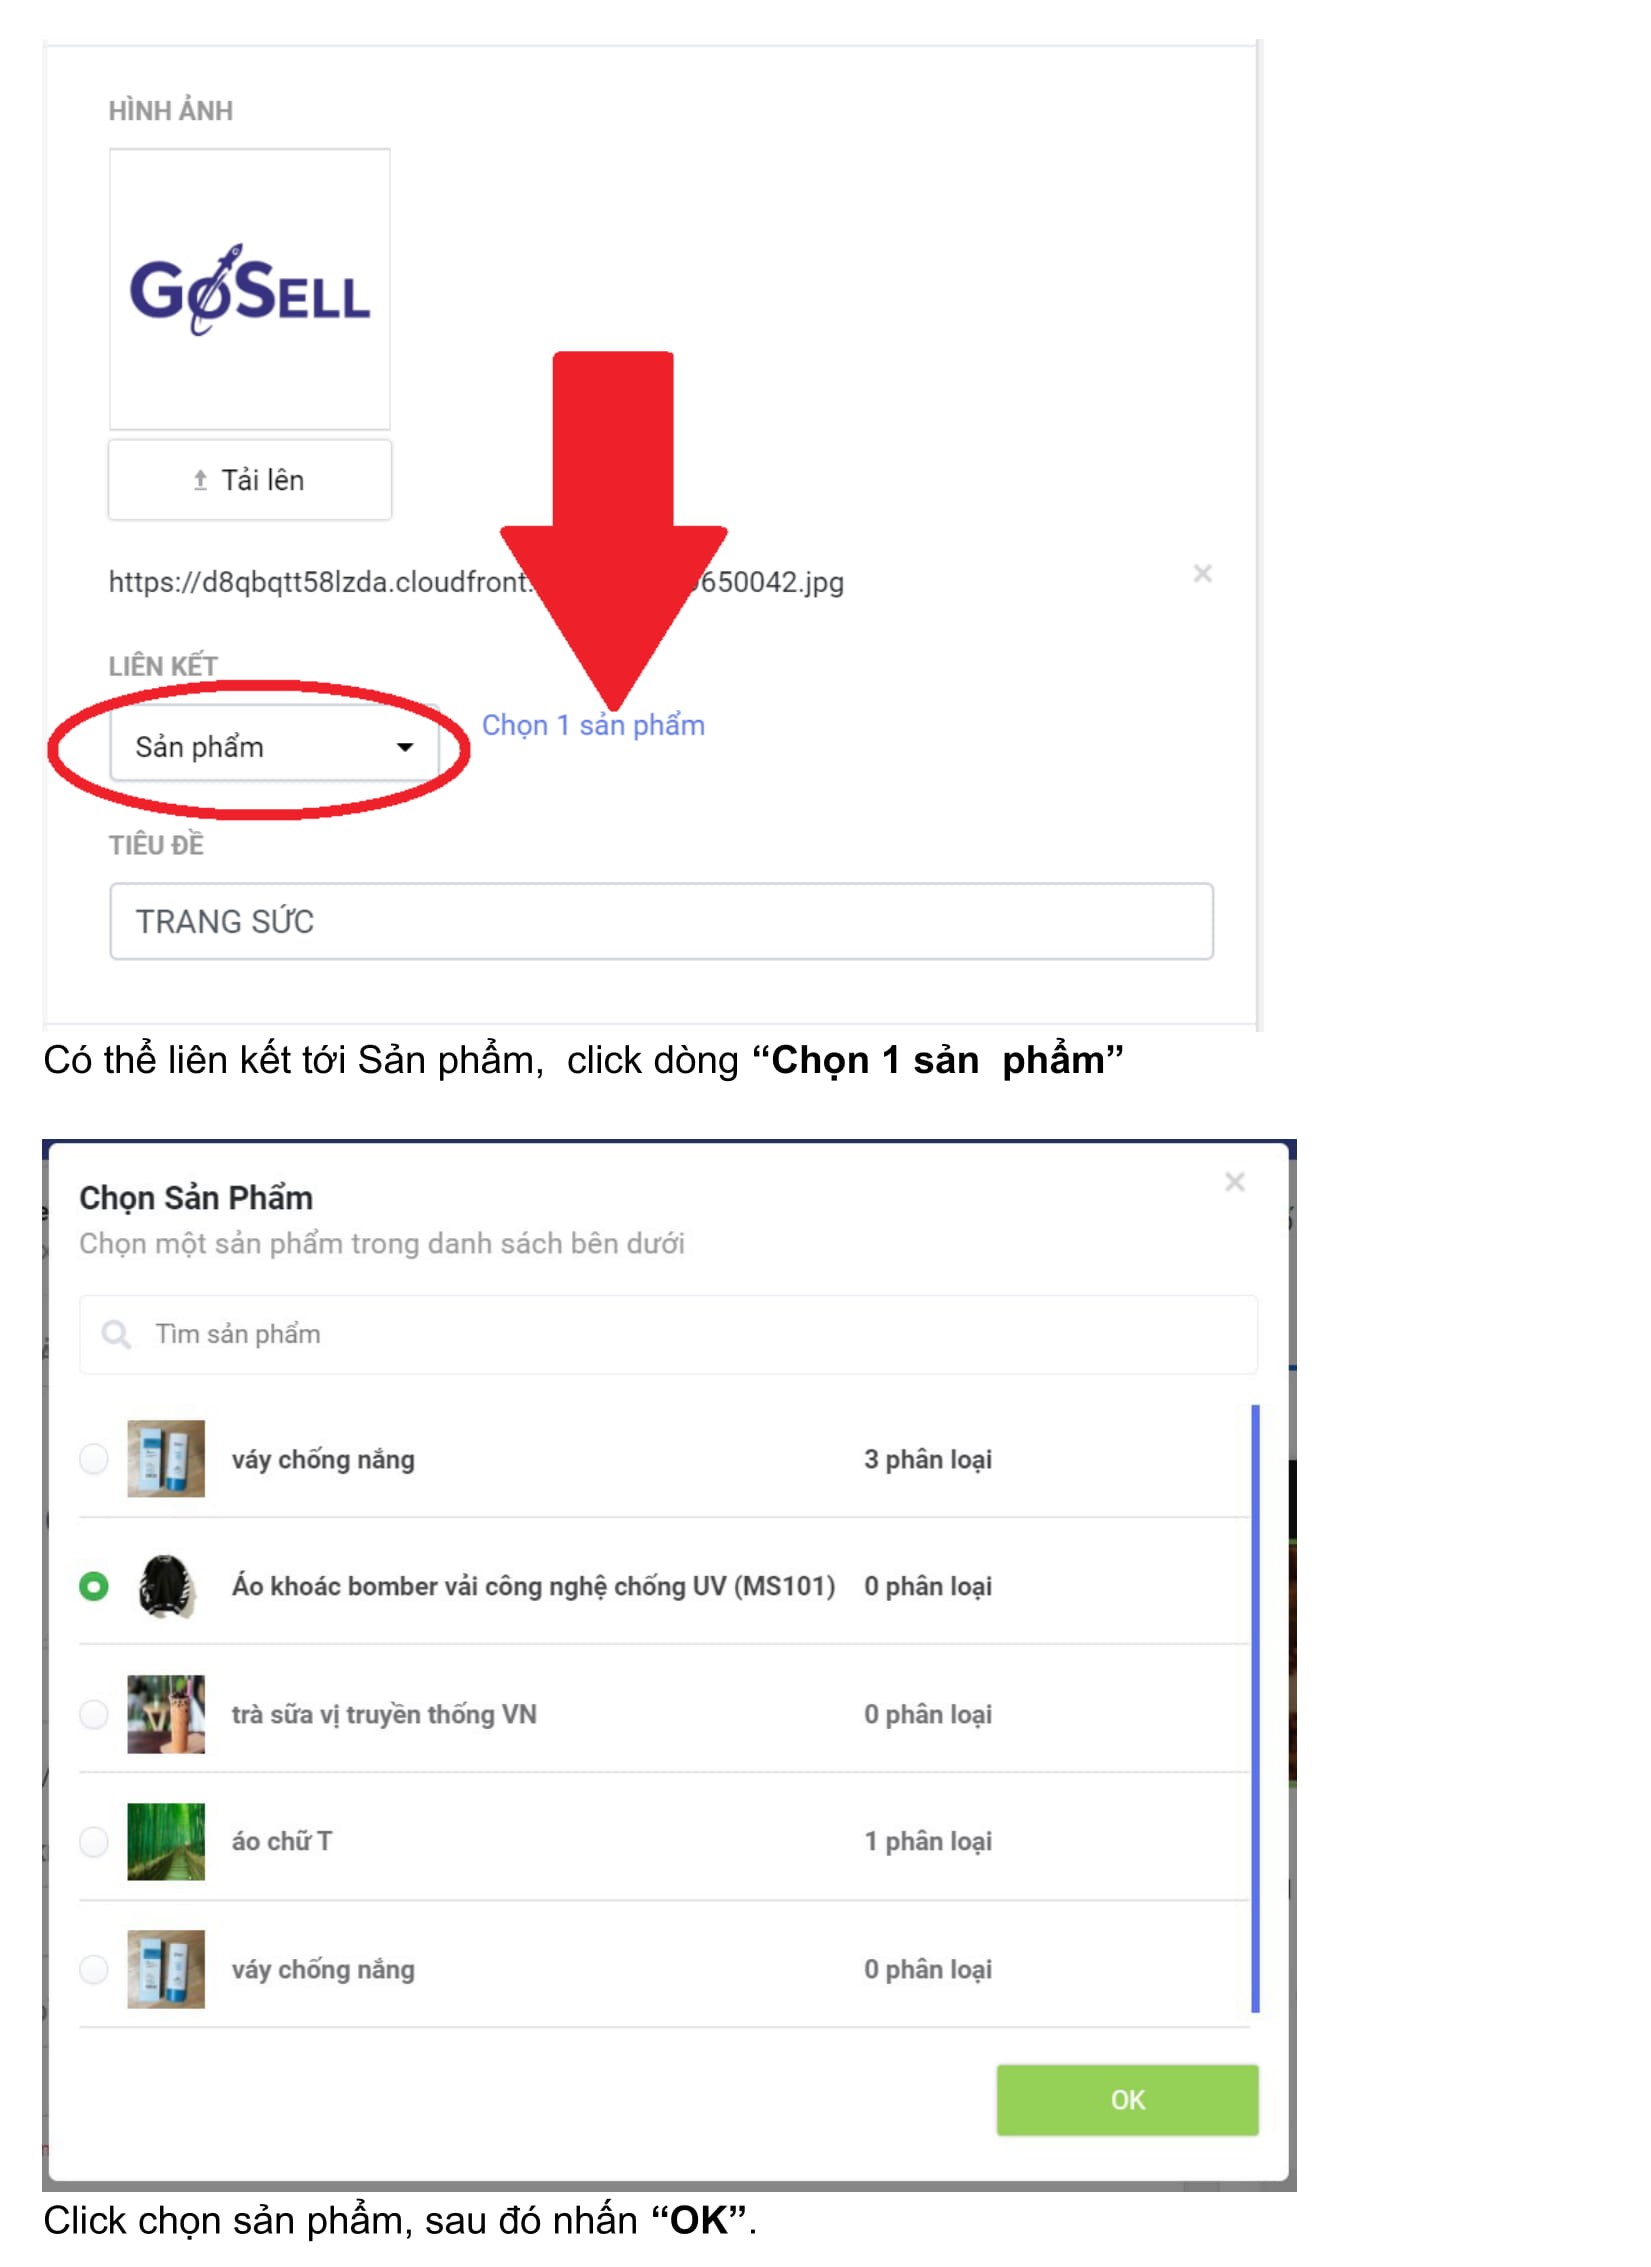 HÌNH ẢNH
GOSELL
Tải lên
https://d8qbqtt58lzda.cloudfront. 650042.jpg
LIÊN KẾT
Sản phẩm
Chọn 1 sản phẩm
TIÊU ĐỀ
TRANG SỨC
Có thể liên kết tới Sản phẩm, click dòng “Chọn 1 sản phẩm”
Chọn Sản Phẩm
Chọn một sản phẩm trong danh sách bên dưới
Tìm sản phẩm
váy chống nắng 3 phân loại
Áo khoác bomber vải công nghệ chống UV (MS101) 0 phân loại
trà sữa vị truyền thống VN 0 phân loại
áo chữ T 1 phân loại
váy chống nắng 0 phân loại
OK
Click chọn sản phẩm, sau đó nhấn “OK”.